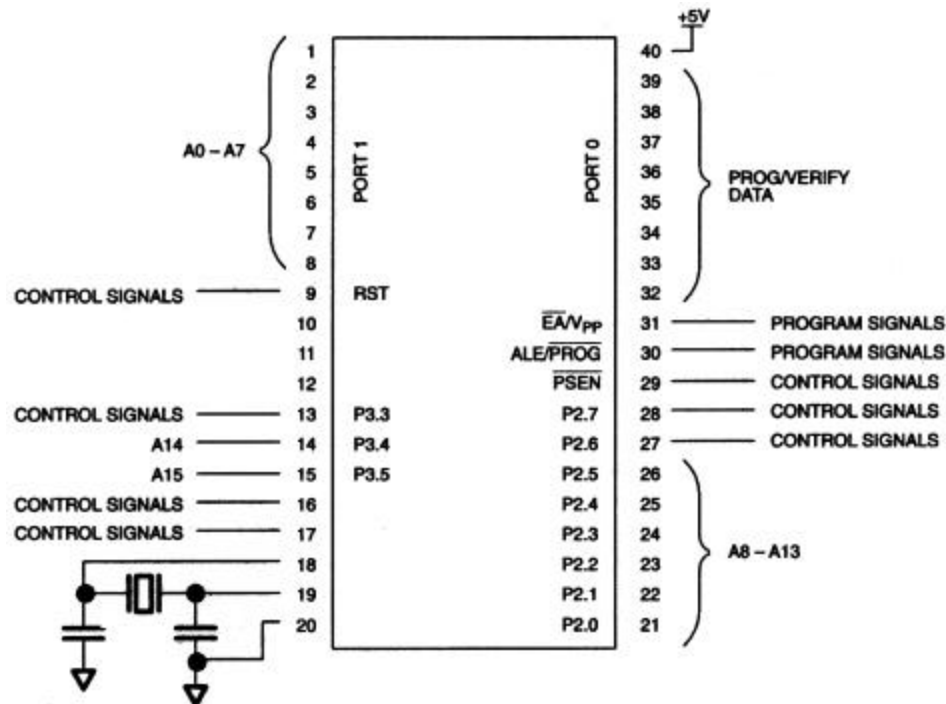 +5V
1 40
2 39
3 38
A0 – A7 4 PORT 1 PORT 0 37
5 36 PROG/VERIFY
6 35 DATA
7 34
8 33
CONTROL SIGNALS 9 RST 32
10 EA/VPP 31 PROGRAM SIGNALS
11 ALE/PROG 30 PROGRAM SIGNALS
12 PSEN 29 CONTROL SIGNALS
CONTROL SIGNALS 13 P3.3 P2.7 28 CONTROL SIGNALS
A14 14 P3.4 P2.6 27 CONTROL SIGNALS
A15 15 P3.5 P2.5 26
CONTROL SIGNALS 16 P2.4 25
CONTROL SIGNALS 17 P2.3 24
18 P2.2 23 A8 – A13
19 P2.1 22
20 P2.0 21